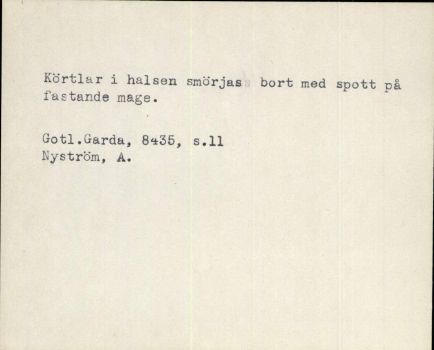 Körtlar i halsen smörjas bort med spott på
fastande mage.
Gotl.Garda, 8435, s.11
Nyström, A.